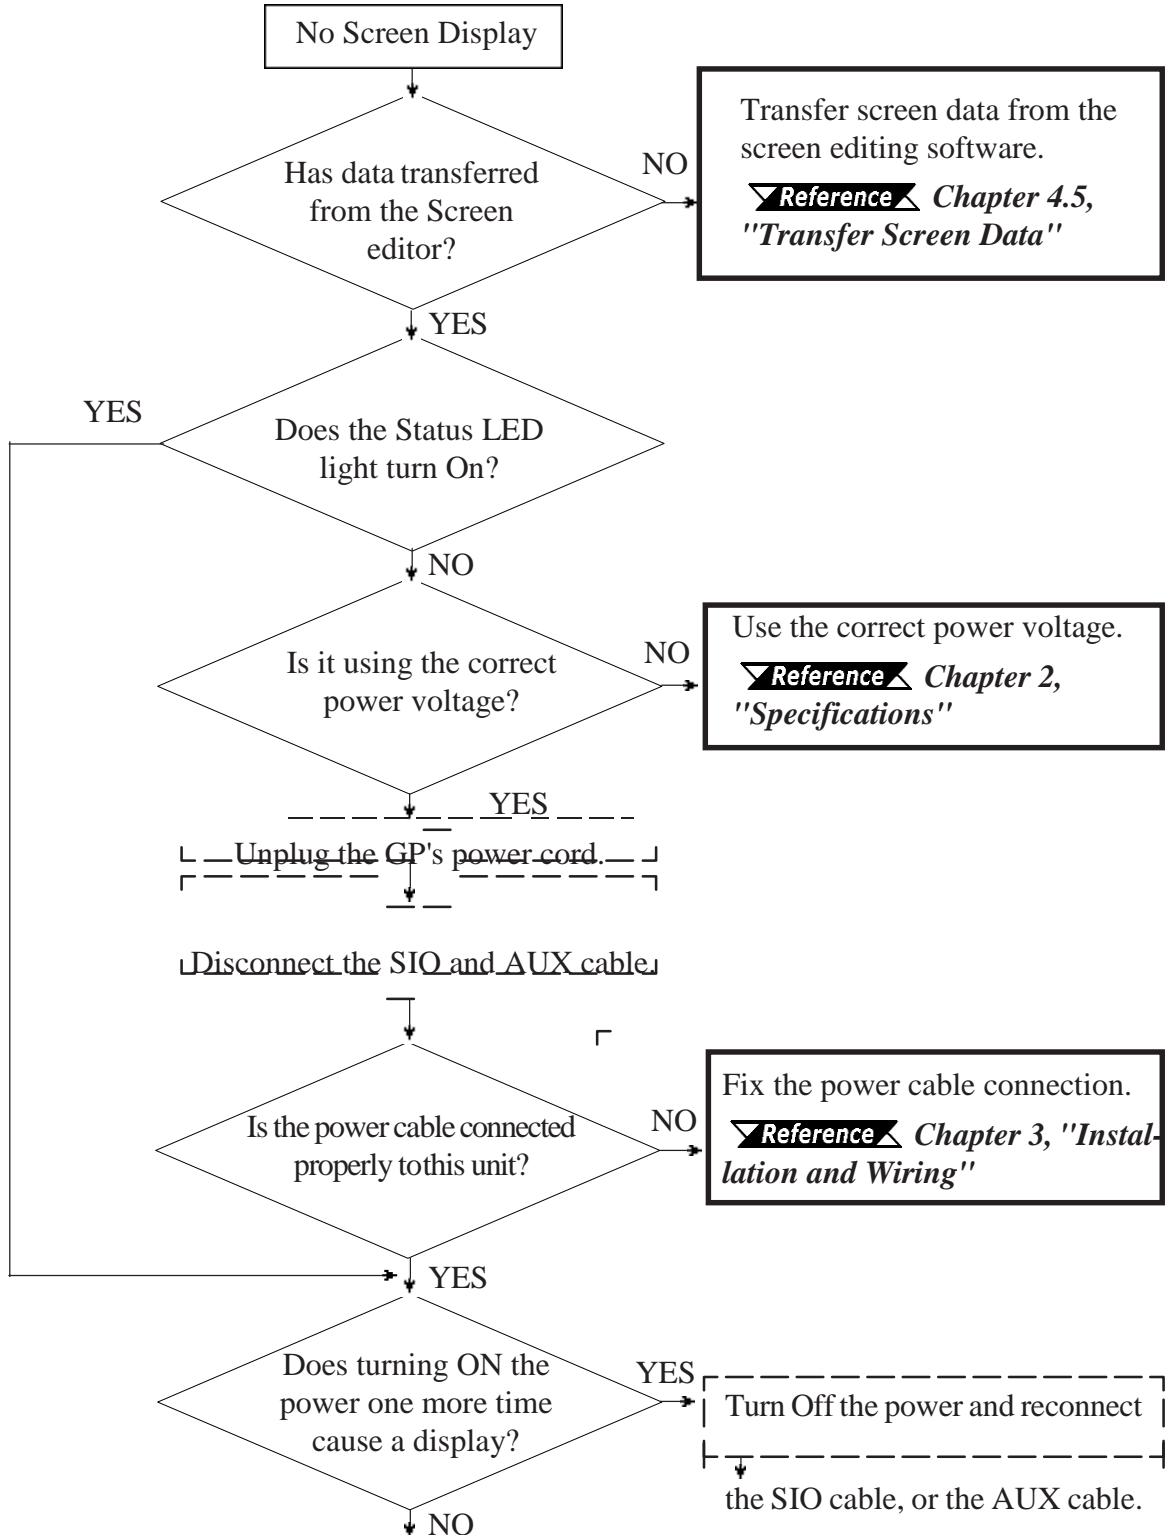 No Screen Display
Has data transferred
from the Screen
editor?
NO
Transfer screen data from the
screen editing software.
Reference Chapter 4.5,
"Transfer Screen Data"
YES
YES
Does the Status LED
light turn On?
NO
Is it using the correct
power voltage?
NO
Use the correct power voltage.
Reference Chapter 2,
"Specifications"
YES
Unplug the GP's power cord.
Disconnect the SIO and AUX cable.
Is the power cable connected
properly tothis unit?
NO
Fix the power cable connection.
Reference Chapter 3, "Instal-
lation and Wiring"
YES
Does turning ON the
power one more time
cause a display?
YES
Turn Off the power and reconnect
the SIO cable, or the AUX cable.
NO